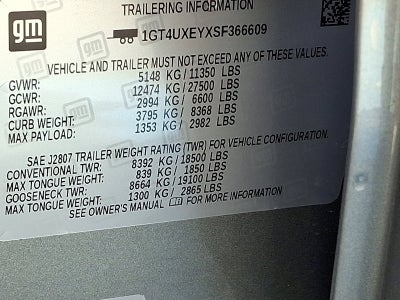 TRAILERING INFORMATION
gm
1GT4UXEYXSF366609
VEHICLE AND TRAILER MUST NOT EXCEED ANY OF THESE VALUES.
GVWR: 5148 KG/11350 LBS
GCWR: 12474 KG/27500 LBS
RGAWR: 2994 KG/ 6600 LBS
CURB WEIGHT: 3795 KG/ 8368 LBS
MAX PAYLOAD: 1353 KG/ 2982 LBS
SAE J2807 TRAILER WEIGHT RATING (TWR) FOR VEHICLE CONFIGURATION.
CONVENTIONAL TWR: 8392 KG/18500 LBS
MAX TONGUE WEIGHT: 839 KG/ 1850 LBS
GOOSENECK TWR: 8664 KG/19100 LBS
MAX TONGUE WEIGHT: 1300 KG/ 2865 LBS
SEE OWNER'S MANUAL FOR MORE INFORMATION